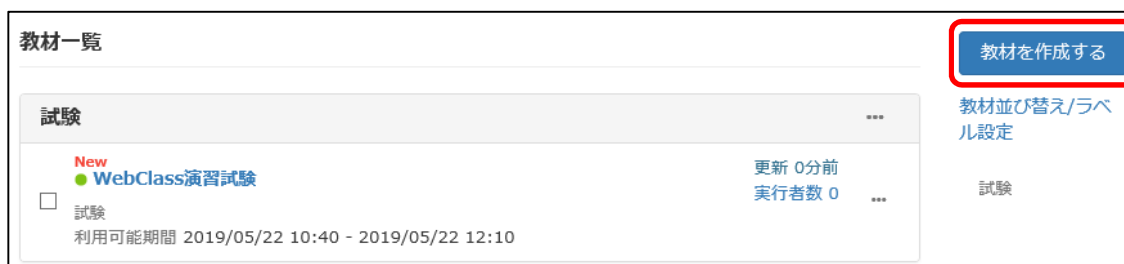 教材一覧
教材を作成する
教材並び替え/ラベ
ル設定
試験
試験
New
WebClass演習試験
更新 0分前
実行者数 0
試験
利用可能期間 2019/05/22 10:40 - 2019/05/22 12:10